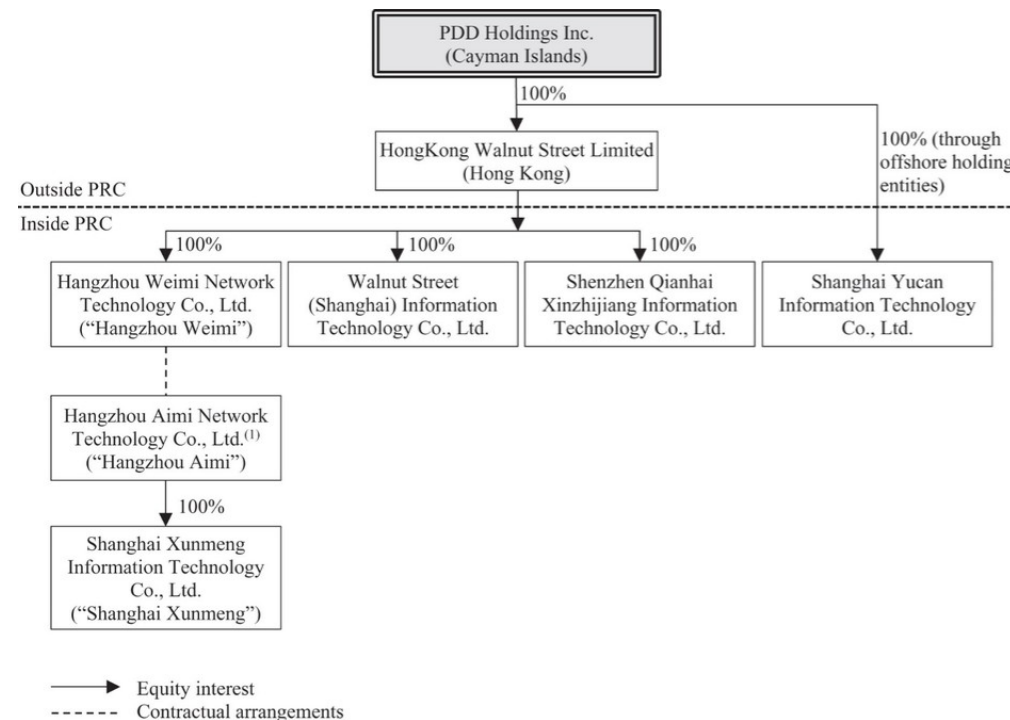 PDD Holdings Inc.
(Cayman Islands)
100%
HongKong Walnut Street Limited
(Hong Kong)
100% (through
offshore holding
entities)
Outside PRC
Inside PRC
100%
100%
100%
Hangzhou Weimi Network
Technology Co., Ltd.
(“Hangzhou Weimi”)
Walnut Street
(Shanghai) Information
Technology Co., Ltd.
Shenzhen Qianhai
Xinzhijiang Information
Technology Co., Ltd.
Shanghai Yucan
Information Technology
Co., Ltd.
Hangzhou Aimi Network
Technology Co., Ltd.(1)
(“Hangzhou Aimi”)
100%
Shanghai Xunmeng
Information Technology
Co., Ltd.
(“Shanghai Xunmeng”)
Equity interest
Contractual arrangements